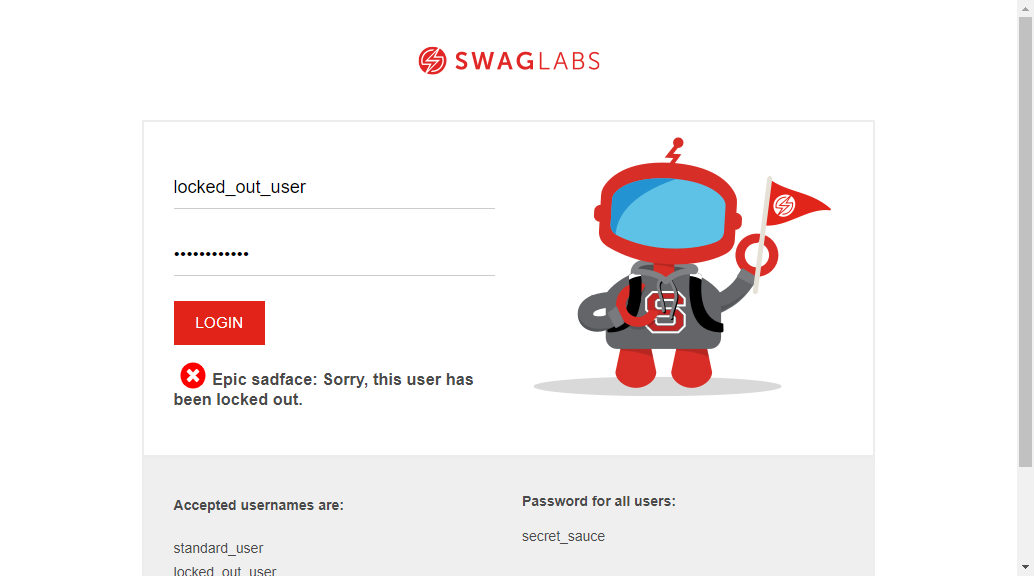 SWAGLABS
locked_out_user
••••••••••••
LOGIN
Epic sadface: Sorry, this user has
been locked out.
S
Accepted usernames are:
standard_user
locked_out_user
Password for all users:
secret_sauce